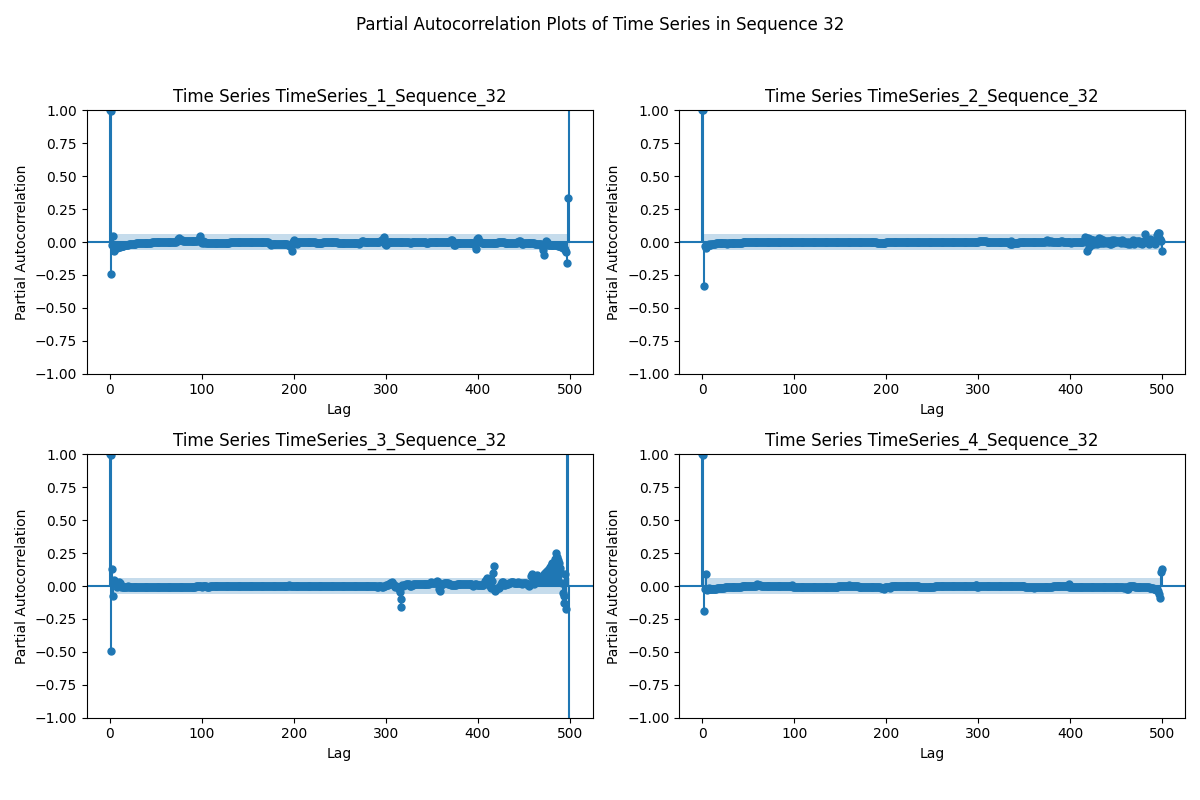 Partial Autocorrelation Plots of Time Series in Sequence 32
Time Series TimeSeries_1_Sequence_32
1.00
0.75
0.50
0.25
0.00
−0.25
−0.50
−0.75
−1.00
Partial Autocorrelation
0 100 200 300 400 500
Lag
Time Series TimeSeries_2_Sequence_32
1.00
0.75
0.50
0.25
0.00
−0.25
−0.50
−0.75
−1.00
Partial Autocorrelation
0 100 200 300 400 500
Lag
Time Series TimeSeries_3_Sequence_32
1.00
0.75
0.50
0.25
0.00
−0.25
−0.50
−0.75
−1.00
Partial Autocorrelation
0 100 200 300 400 500
Lag
Time Series TimeSeries_4_Sequence_32
1.00
0.75
0.50
0.25
0.00
−0.25
−0.50
−0.75
−1.00
Partial Autocorrelation
0 100 200 300 400 500
Lag